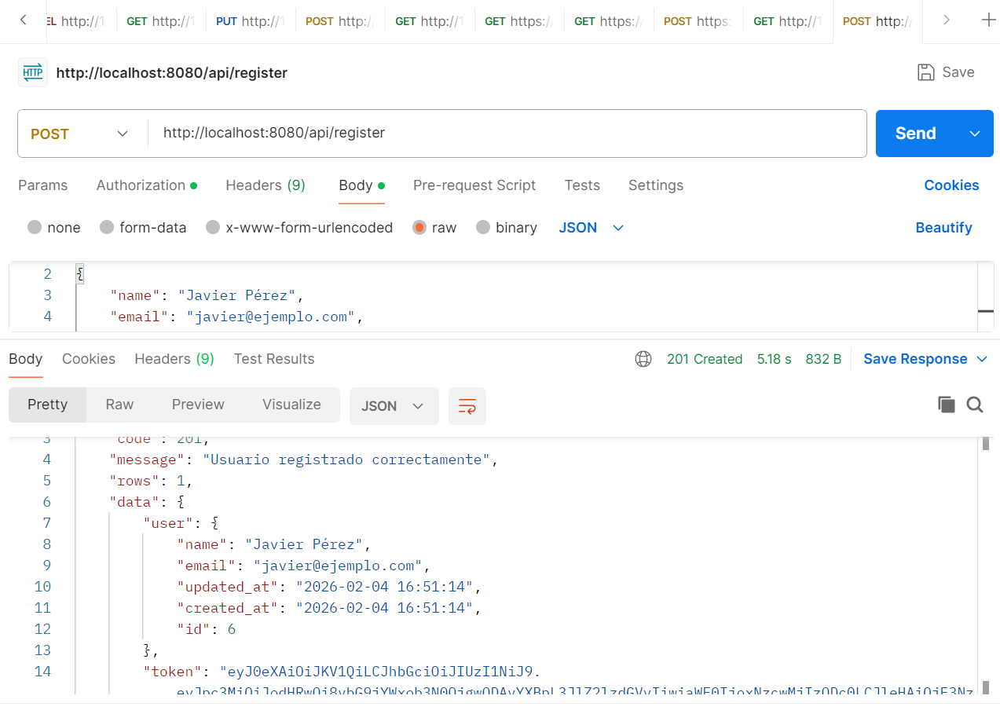 EL http://1 GET http://1 PUT http://1 POST http:/ GET http://1 GET https:/ GET https:/ POST https: GET http://1 POST http:/
HTTP http://localhost:8080/api/register Save
POST http://localhost:8080/api/register Send
Params Authorization Headers (9) Body Pre-request Script Tests Settings Cookies
none form-data x-www-form-urlencoded raw binary JSON Beautify
2 {
3 "name": "Javier Pérez",
4 "email": "javier@ejemplo.com",
Body Cookies Headers (9) Test Results 201 Created 5.18 s 832 B Save Response
Pretty Raw Preview Visualize JSON
3 "code": 201,
4 "message": "Usuario registrado correctamente",
5 "rows": 1,
6 "data": {
7 "user": {
8 "name": "Javier Pérez",
9 "email": "javier@ejemplo.com",
10 "updated_at": "2026-02-04 16:51:14",
11 "created_at": "2026-02-04 16:51:14",
12 "id": 6
13 },
14 "token": "eyJ0eXAiOiJKV1QiLCJhbGciOiJIUzI1NiJ9.